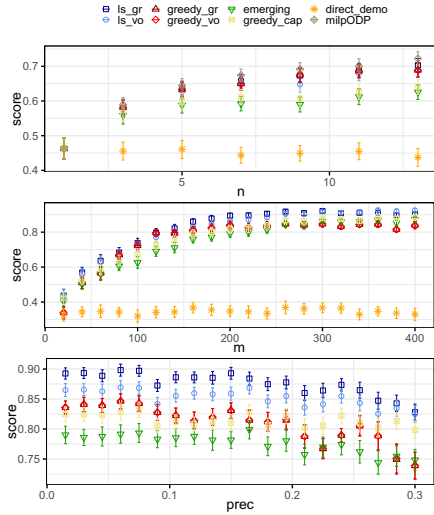 ls_gr greedy_gr emerging direct_demo
ls_vo greedy_vo greedy_cap milpODP
0.7
0.6
0.5
0.4
score
5 10
n
0.8
0.6
0.4
score
0 100 200 300 400
m
0.90
0.85
0.80
0.75
score
0.0 0.1 0.2 0.3
prec